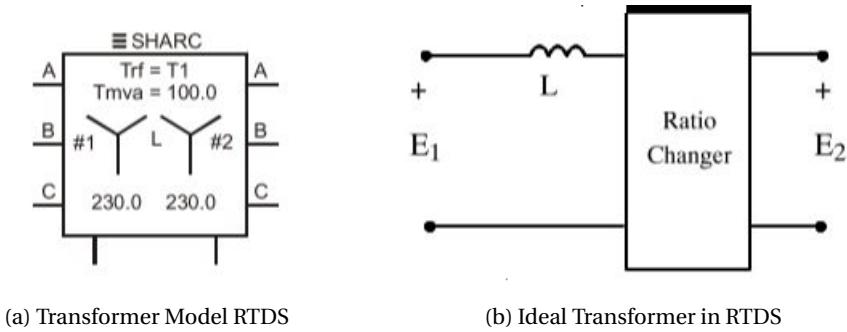 ≡ SHARC
Trf = T1
Tmva = 100.0
A
A
B
#1
L
#2
B
C
C
230.0 230.0
L
+
E1
Ratio
Changer
+
E2
(a) Transformer Model RTDS
(b) Ideal Transformer in RTDS